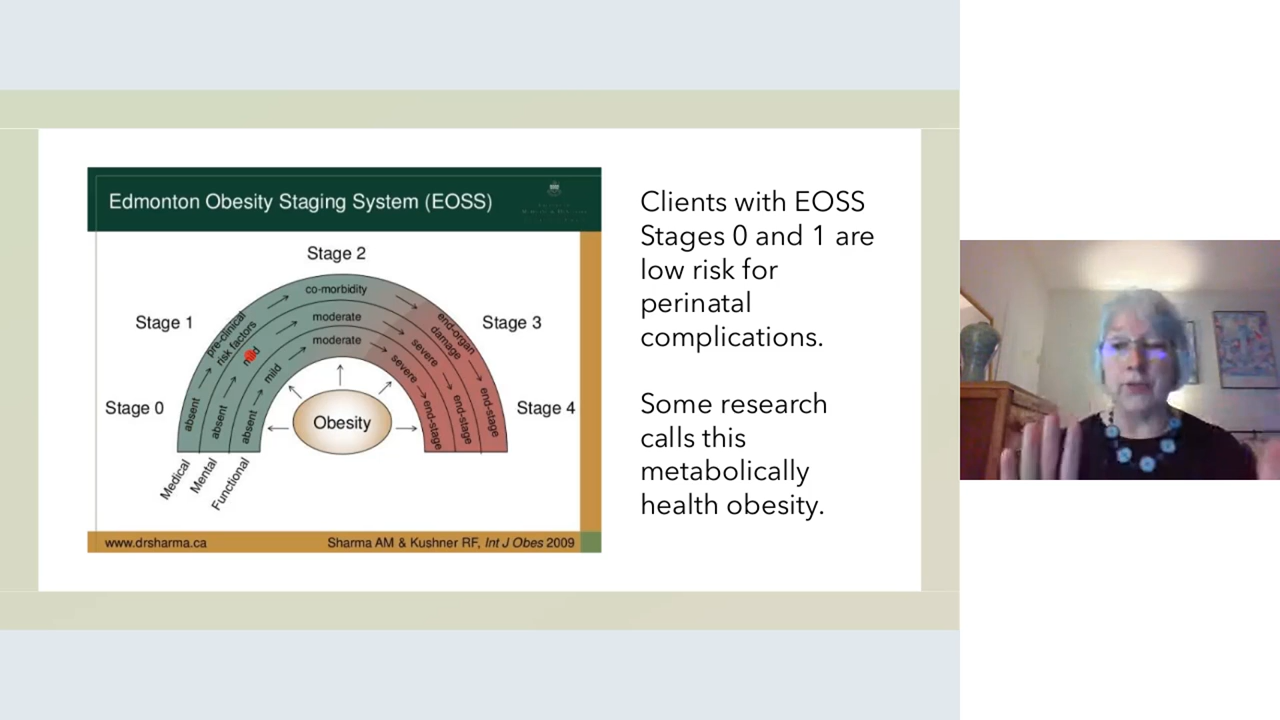 Edmonton Obesity Staging System (EOSS)
Stage 2
co-morbidity
Stage 1
pre-clinical
risk factors
moderate
end-organ
damage
Stage 3
mild
moderate
severe
mild
severe
Stage 0
absent
absent
absent
Obesity
end-stage
end-stage
end-stage
Stage 4
Medical
Mental
Functional
www.drsharma.ca
Sharma AM & Kushner RF, Int J Obes 2009
Clients with EOSS
Stages 0 and 1 are
low risk for
perinatal
complications.
Some research
calls this
metabolically
health obesity.